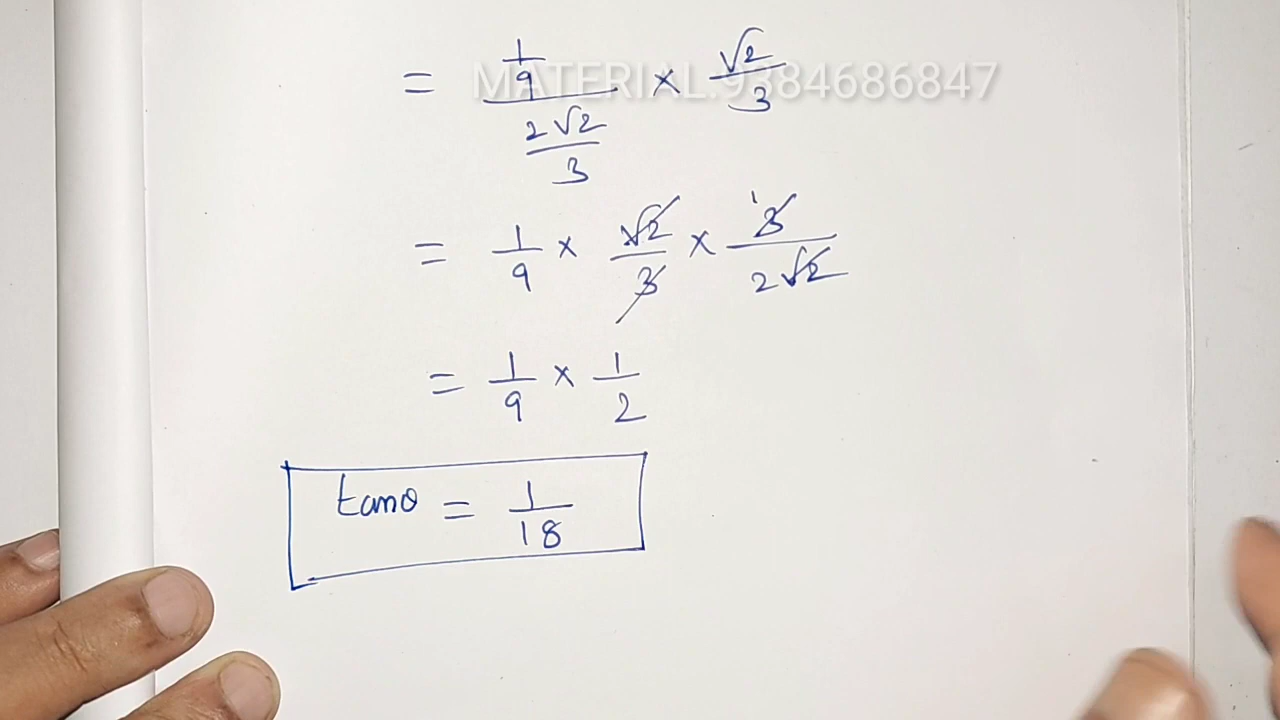 MATERIAL.9384686847
= 1/9 / 2√2/3 × √2/3
= 1/9 × √2/3 × 3/2√2
= 1/9 × 1/2
tanθ = 1/18